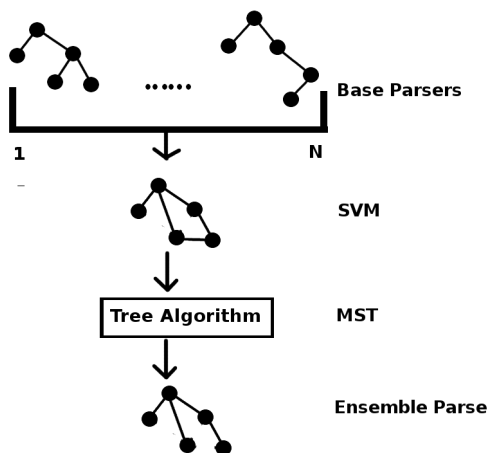 Base Parsers
1
N
SVM
Tree Algorithm
MST
Ensemble Parse